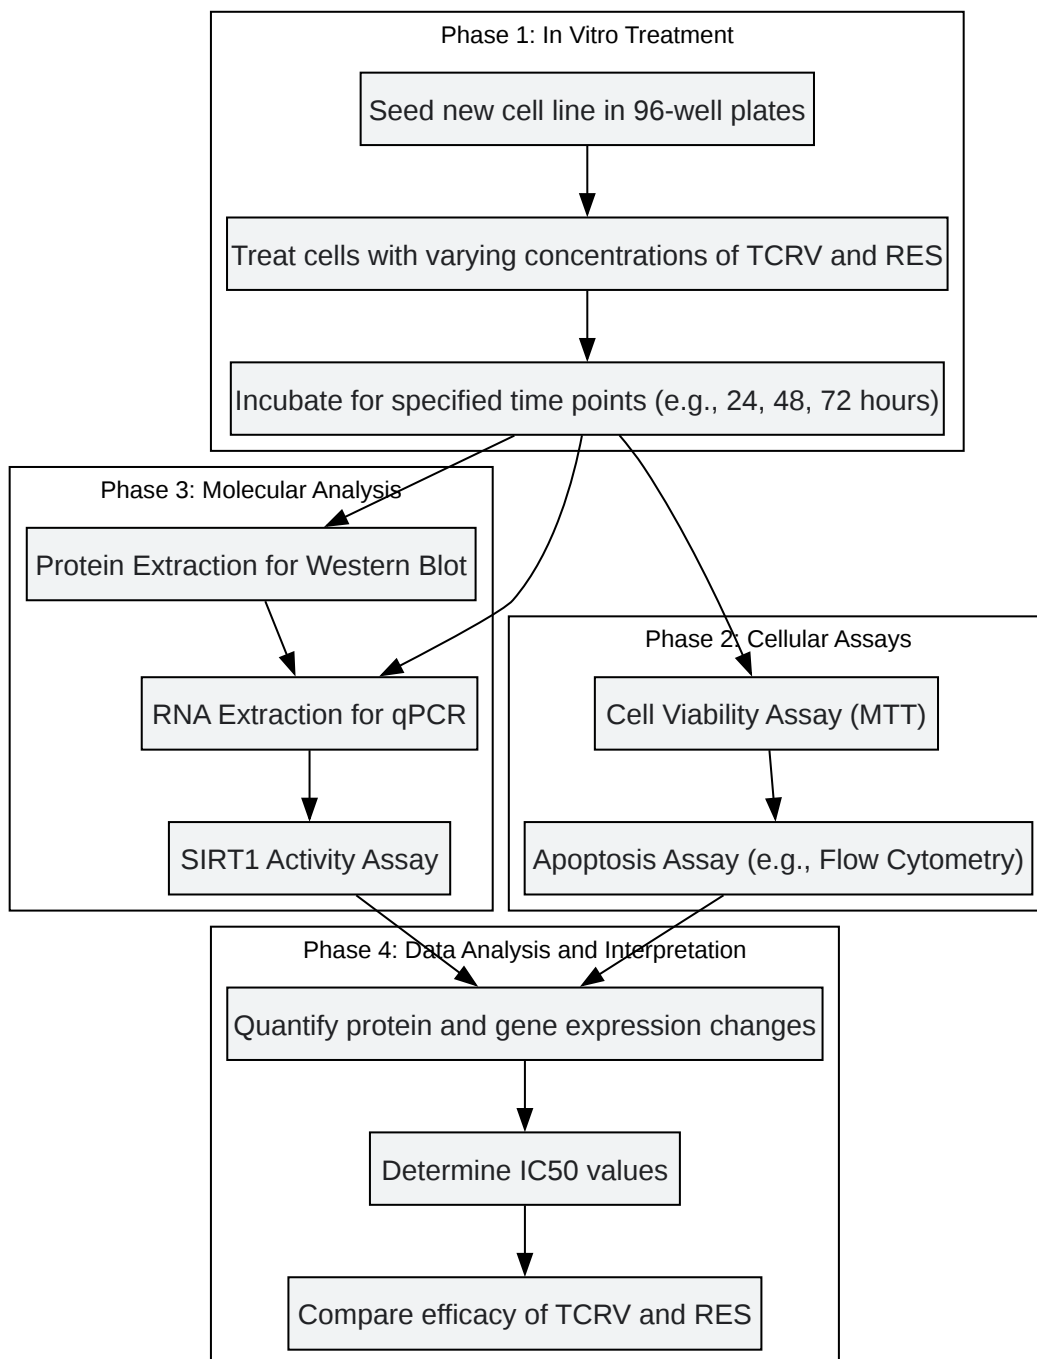 Phase 1: In Vitro Treatment
Seed new cell line in 96-well plates
Treat cells with varying concentrations of TCRV and RES
Incubate for specified time points (e.g., 24, 48, 72 hours)
Phase 3: Molecular Analysis
Protein Extraction for Western Blot
RNA Extraction for qPCR
SIRT1 Activity Assay
Phase 2: Cellular Assays
Cell Viability Assay (MTT)
Apoptosis Assay (e.g., Flow Cytometry)
Phase 4: Data Analysis and Interpretation
Quantify protein and gene expression changes
Determine IC50 values
Compare efficacy of TCRV and RES